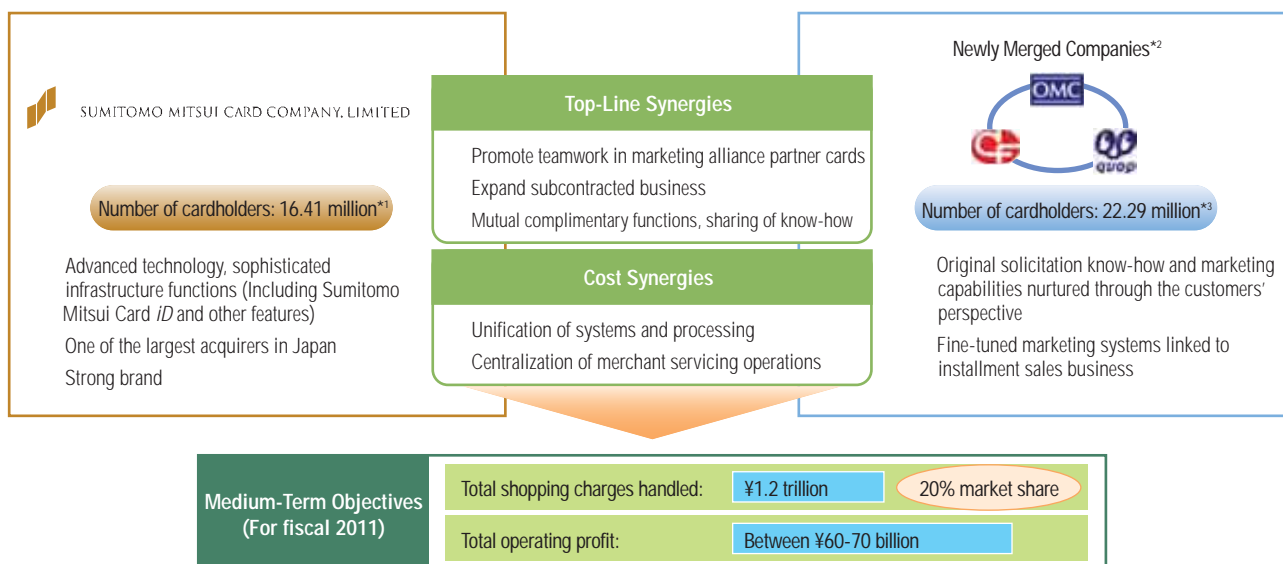 SUMITOMO MITSUI CARD COMPANY, LIMITED
Number of cardholders: 16.41 million*1
Advanced technology, sophisticated
infrastructure functions (Including Sumitomo
Mitsui Card iD and other features)
One of the largest acquirers in Japan
Strong brand
Top-Line Synergies
Promote teamwork in marketing alliance partner cards
Expand subcontracted business
Mutual complimentary functions, sharing of know-how
Cost Synergies
Unification of systems and processing
Centralization of merchant servicing operations
Newly Merged Companies*2
OMC
QUOP
Number of cardholders: 22.29 million*3
Original solicitation know-how and marketing
capabilities nurtured through the customers'
perspective
Fine-tuned marketing systems linked to
installment sales business
Medium-Term Objectives
(For fiscal 2011)
Total shopping charges handled: ¥1.2 trillion 20% market share
Total operating profit: Between ¥60-70 billion